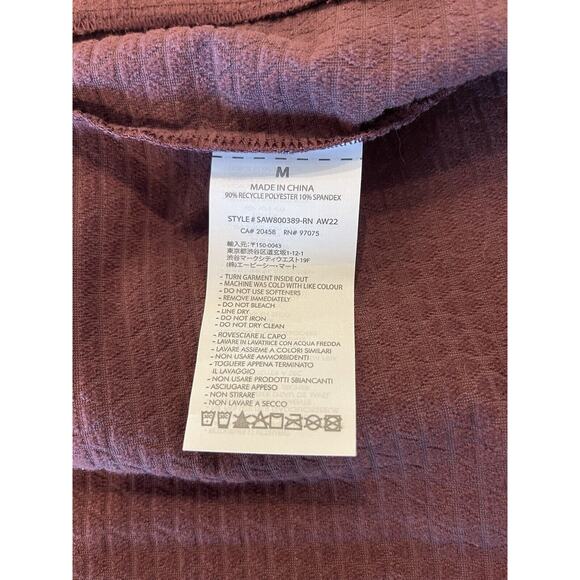 M
MADE IN CHINA
90% RECYCLE POLYESTER 10% SPANDEX
STYLE# SAW800389-RN AW22
CA# 20458 RN# 97075
輸入元:〒150-0043
東京都渋谷区道玄坂1-12-1
渋谷マークシティウエスト19F
(株)エービーシー・マート
- TURN GARMENT INSIDE OUT
- MACHINE WAS COLD WITH LIKE COLOUR
- DO NOT USE SOFTENERS
- REMOVE IMMEDIATELY
- DO NOT BLEACH
- LINE DRY
- DO NOT IRON
- DO NOT DRY CLEAN
- ROVESCIARE IL CAPO
- LAVARE IN LAVATRICE CON ACQUA FREDDA
- LAVARE ASSIEME A COLORI SIMILARI
- NON USARE AMMORBIDENTI
- TOGLIERE APPENA TERMINATO
IL LAVAGGIO
- NON USARE PRODOTTI SBIANCANTI
- ASCIUGARE APPESO
- NON STIRARE
- NON LAVARE A SECCO